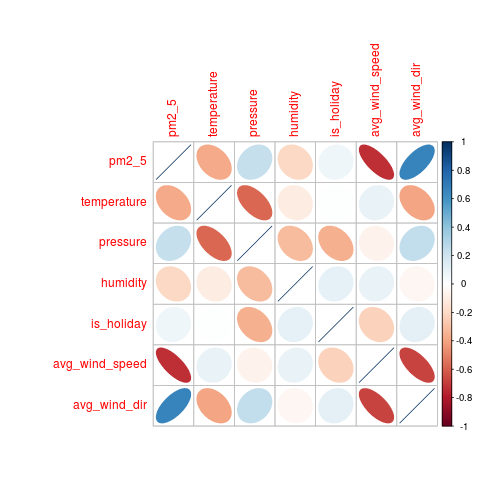 pm2_5
temperature
pressure
humidity
is_holiday
avg_wind_speed
avg_wind_dir
pm2_5
temperature
pressure
humidity
is_holiday
avg_wind_speed
avg_wind_dir
1
0.8
0.6
0.4
0.2
0
-0.2
-0.4
-0.6
-0.8
-1